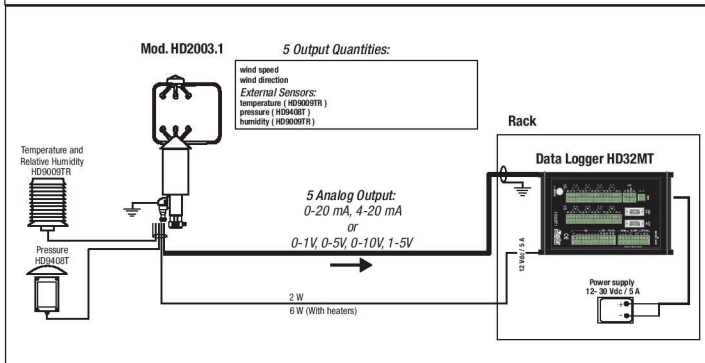 Mod. HD2003.1
5 Output Quantities:
wind speed
wind direction
External Sensors:
temperature ( HD9009TR )
pressure ( HD9408T )
humidity ( HD9009TR )
Rack
Data Logger HD32MT
Temperature and
Relative Humidity
HD9009TR
Pressure
HD9408T
5 Analog Output:
0-20 mA, 4-20 mA
or
0-1V, 0-5V, 0-10V, 1-5V
12 Vdc / 5 A
Power supply
12- 30 Vdc / 5 A
+
-
2 W
6 W (With heaters)